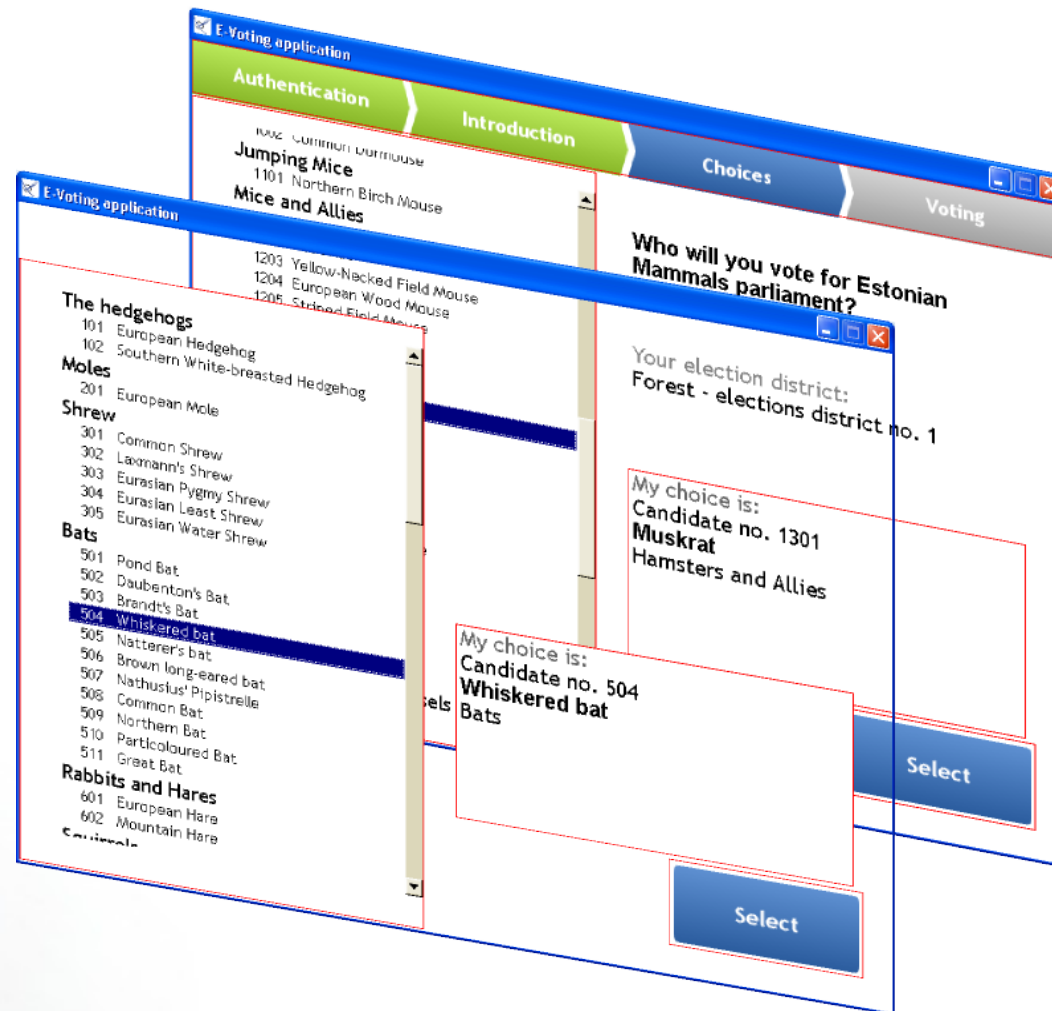 E-Voting application
Authentication
Introduction
Choices
Voting
1002 Common Dormouse
Jumping Mice
1101 Northern Birch Mouse
Mice and Allies
1203 Yellow-Necked Field Mouse
1204 European Wood Mouse
1205 Striped Field Mouse
sels
Who will you vote for Estonian
Mammals parliament?
Your election district:
Forest - elections district no. 1
My choice is:
Candidate no. 1301
Muskrat
Hamsters and Allies
Select
E-Voting application
The hedgehogs
101 European Hedgehog
102 Southern White-breasted Hedgehog
Moles
201 European Mole
Shrew
301 Common Shrew
302 Laxmann's Shrew
303 Eurasian Pygmy Shrew
304 Eurasian Least Shrew
305 Eurasian Water Shrew
Bats
501 Pond Bat
502 Daubenton's Bat
503 Brandt's Bat
504 Whiskered bat
505 Natterer's bat
506 Brown long-eared bat
507 Nathusius' Pipistrelle
508 Common Bat
509 Northern Bat
510 Particoloured Bat
511 Great Bat
Rabbits and Hares
601 European Hare
602 Mountain Hare
Squirrels
My choice is:
Candidate no. 504
Whiskered bat
Bats
Select